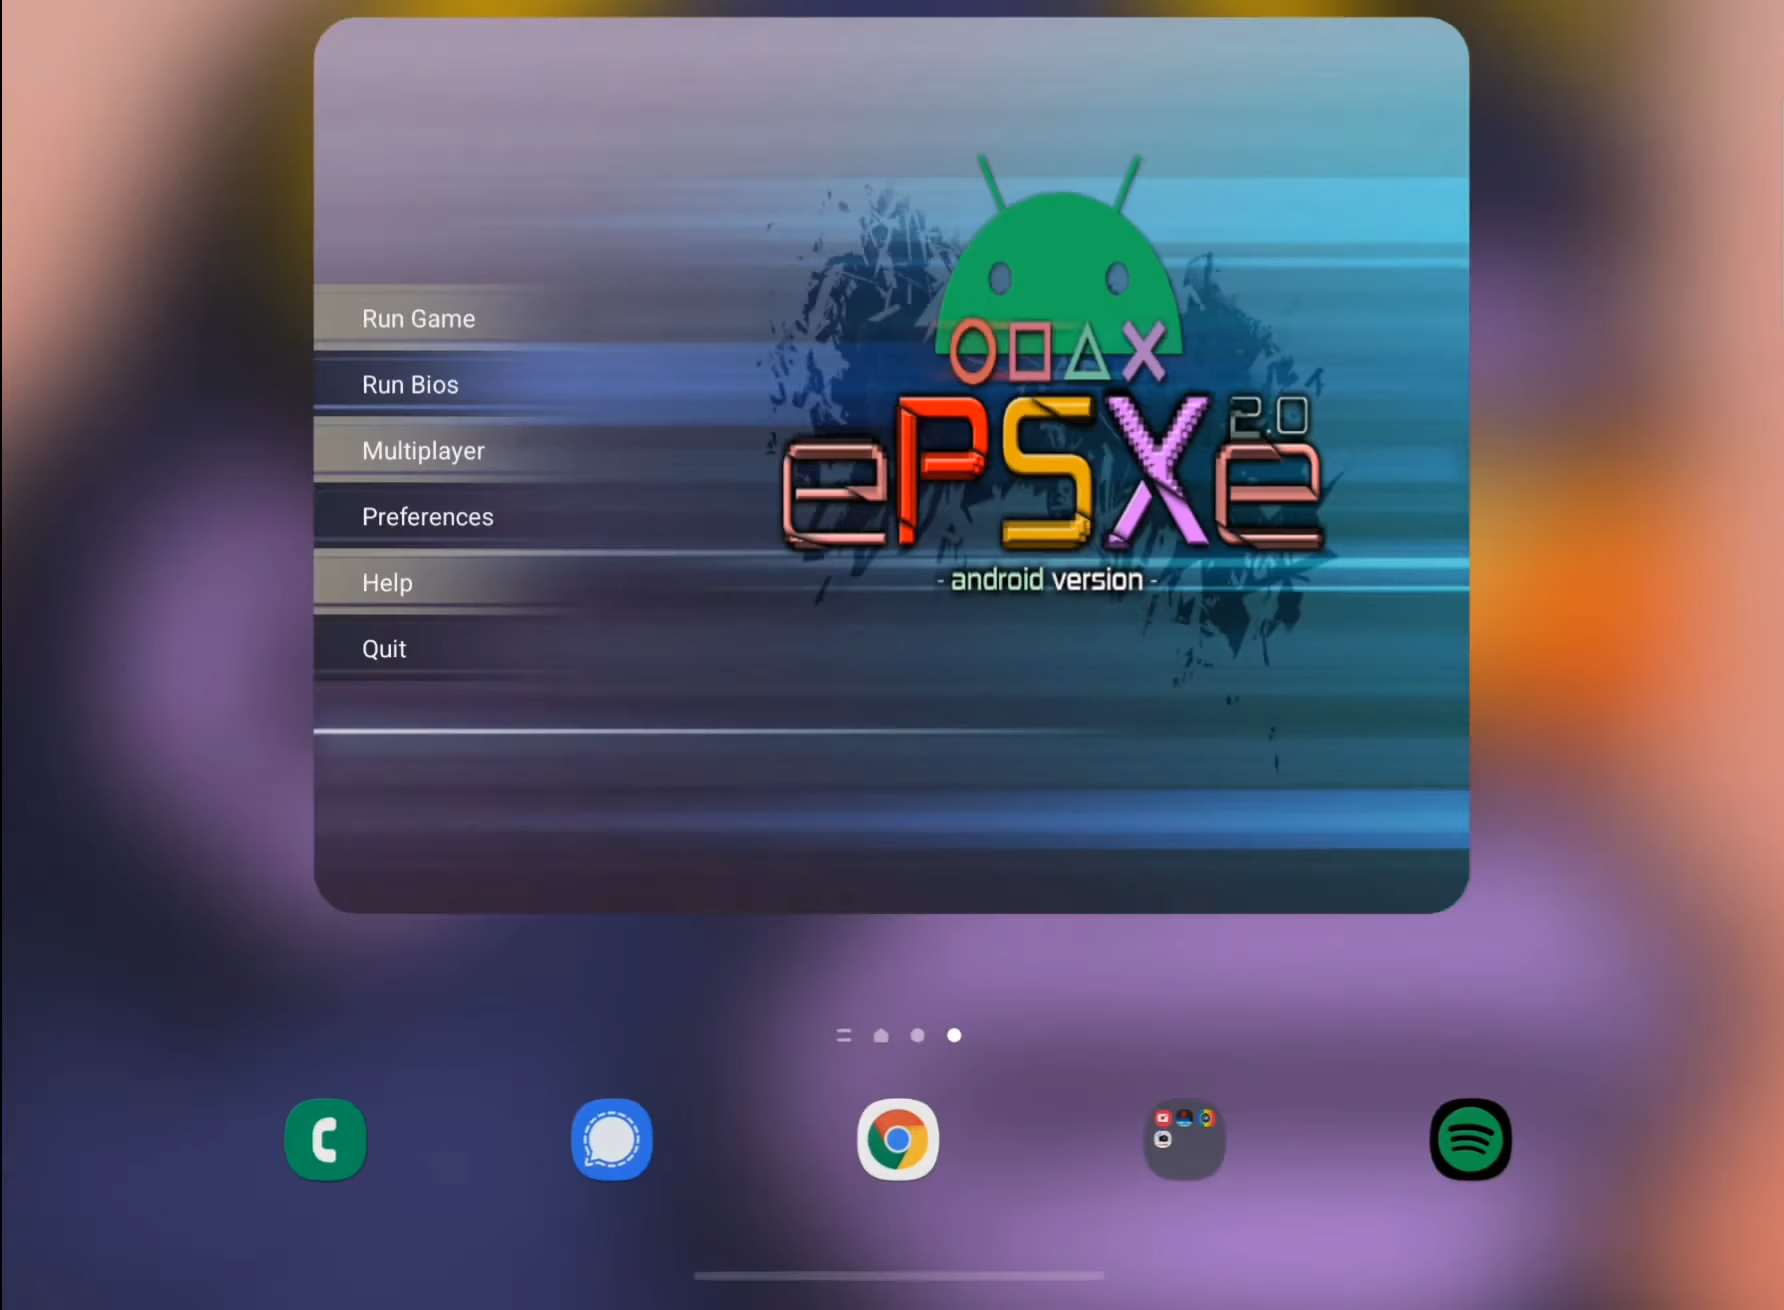 Run Game
Run Bios
Multiplayer
Preferences
Help
Quit
ePSXe 2.0
- android version -